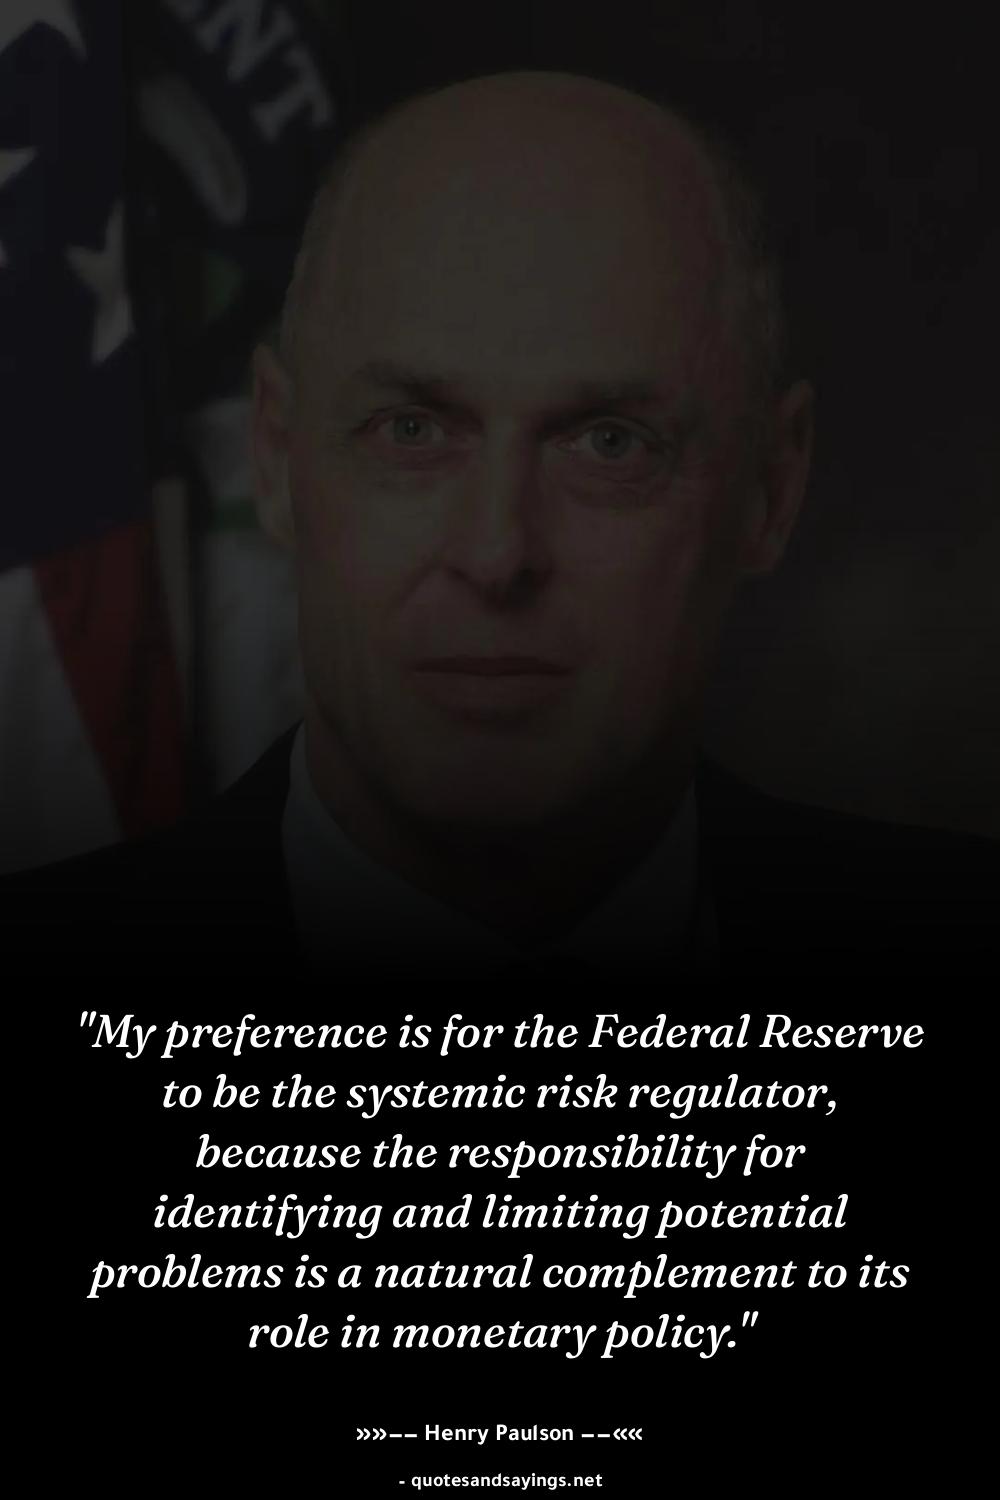 ENT
"My preference is for the Federal Reserve
to be the systemic risk regulator,
because the responsibility for
identifying and limiting potential
problems is a natural complement to its
role in monetary policy."
»»–– Henry Paulson ––««
- quotesandsayings.net